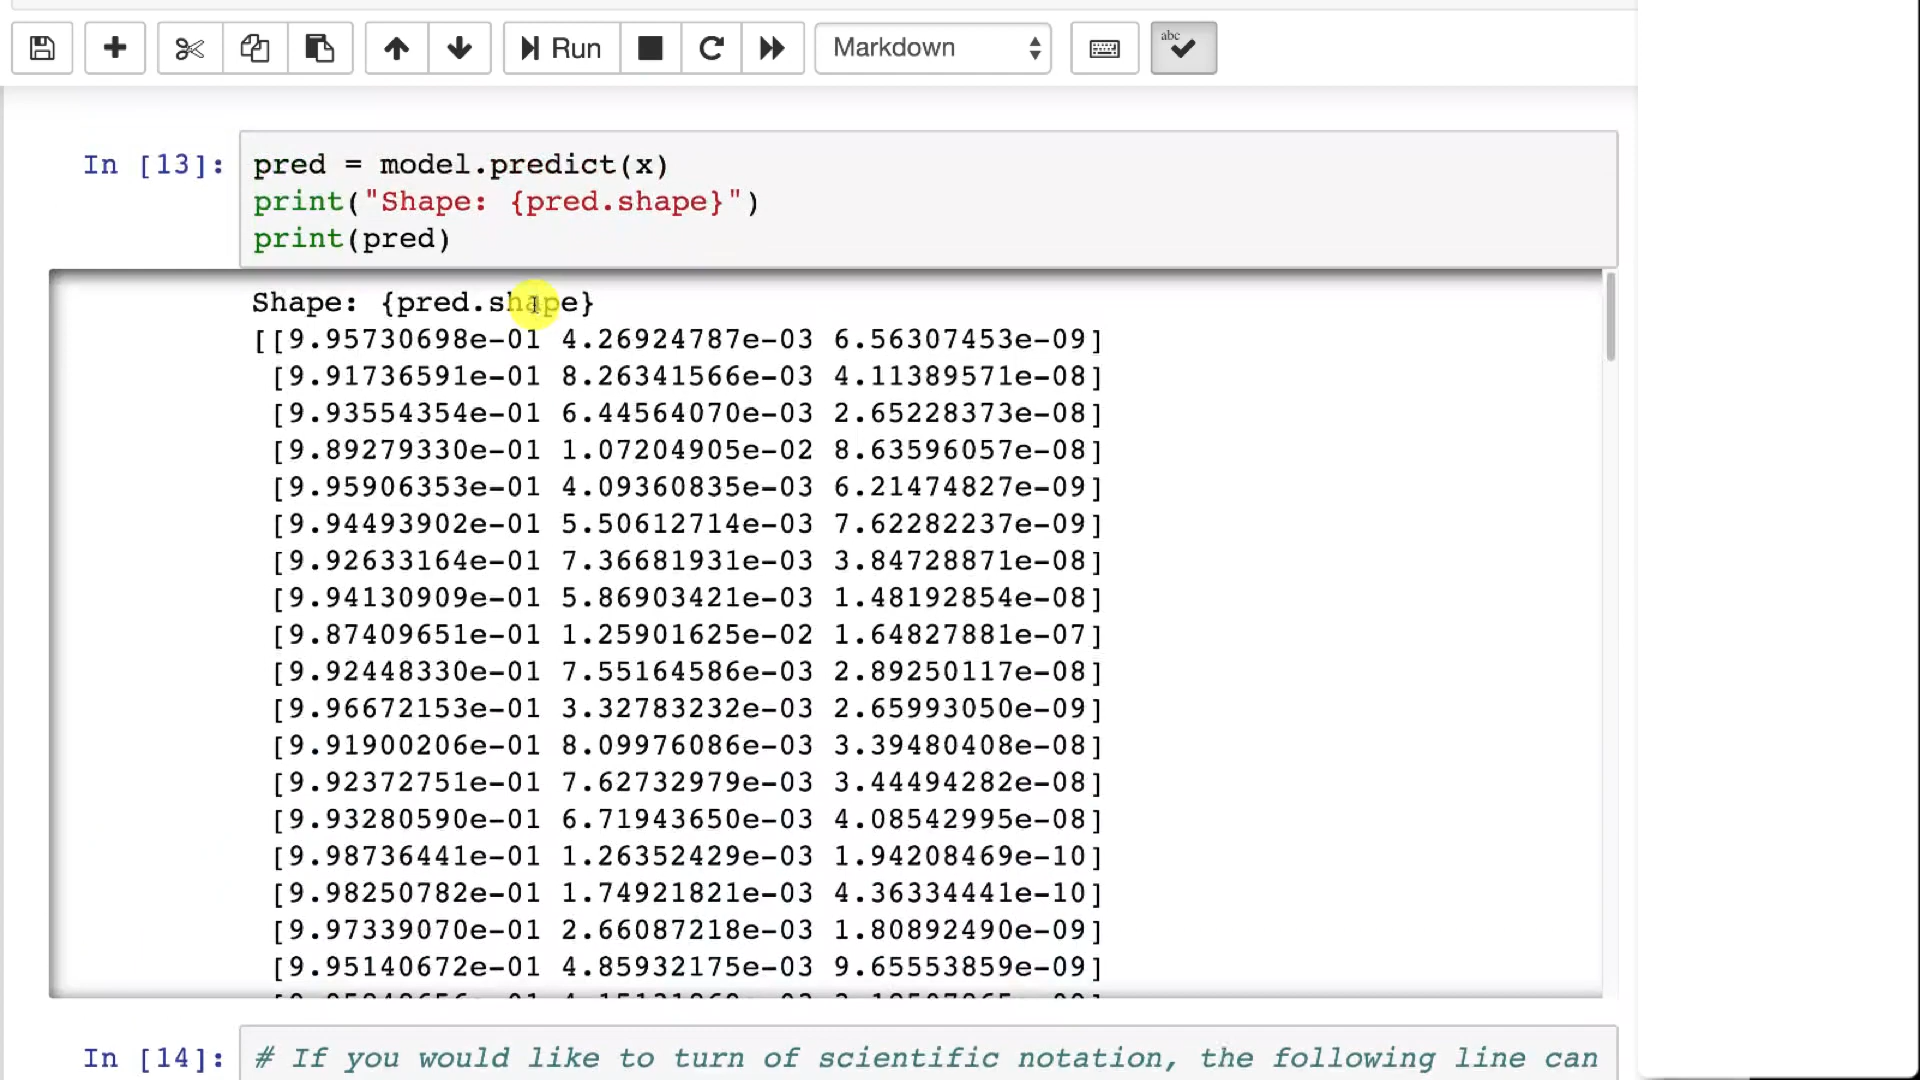 Run
Markdown
abc
In [13]:
pred = model.predict(x)
print("Shape: {pred.shape}")
print(pred)
Shape: {pred.shape}
[[9.95730698e-01 4.26924787e-03 6.56307453e-09]
[9.91736591e-01 8.26341566e-03 4.11389571e-08]
[9.93554354e-01 6.44564070e-03 2.65228373e-08]
[9.89279330e-01 1.07204905e-02 8.63596057e-08]
[9.95906353e-01 4.09360835e-03 6.21474827e-09]
[9.94493902e-01 5.50612714e-03 7.62282237e-09]
[9.92633164e-01 7.36681931e-03 3.84728871e-08]
[9.94130909e-01 5.86903421e-03 1.48192854e-08]
[9.87409651e-01 1.25901625e-02 1.64827881e-07]
[9.92448330e-01 7.55164586e-03 2.89250117e-08]
[9.96672153e-01 3.32783232e-03 2.65993050e-09]
[9.91900206e-01 8.09976086e-03 3.39480408e-08]
[9.92372751e-01 7.62732979e-03 3.44494282e-08]
[9.93280590e-01 6.71943650e-03 4.08542995e-08]
[9.98736441e-01 1.26352429e-03 1.94208469e-10]
[9.98250782e-01 1.74921821e-03 4.36334441e-10]
[9.97339070e-01 2.66087218e-03 1.80892490e-09]
[9.95140672e-01 4.85932175e-03 9.65553859e-09]
In [14]:
# If you would like to turn of scientific notation, the following line can